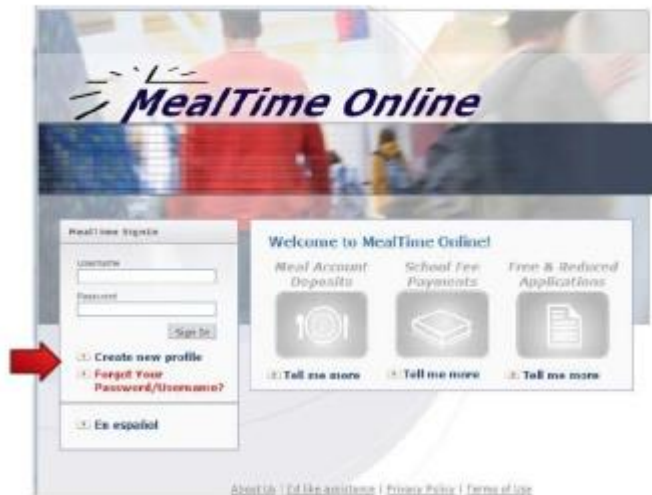 MealTime Online
MealTime SignIn
Username
Password
Sign In
Create new profile
Forgot Your
Password/Username?
En español
Welcome to MealTime Online!
Meal Account
Deposits
School Fee
Payments
Free & Reduced
Applications
Tell me more
Tell me more
Tell me more
About Us | I'd like assistance | Privacy Policy | Terms of Use